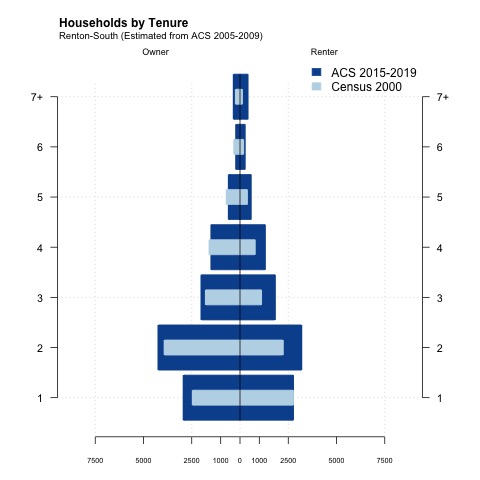 Households by Tenure
Renton-South (Estimated from ACS 2005-2009)
Owner
Renter
ACS 2015-2019
Census 2000
7+ 7+
6 6
5 5
4 4
3 3
2 2
1 1
7500 5000 2500 1000 0 1000 2500 5000 7500